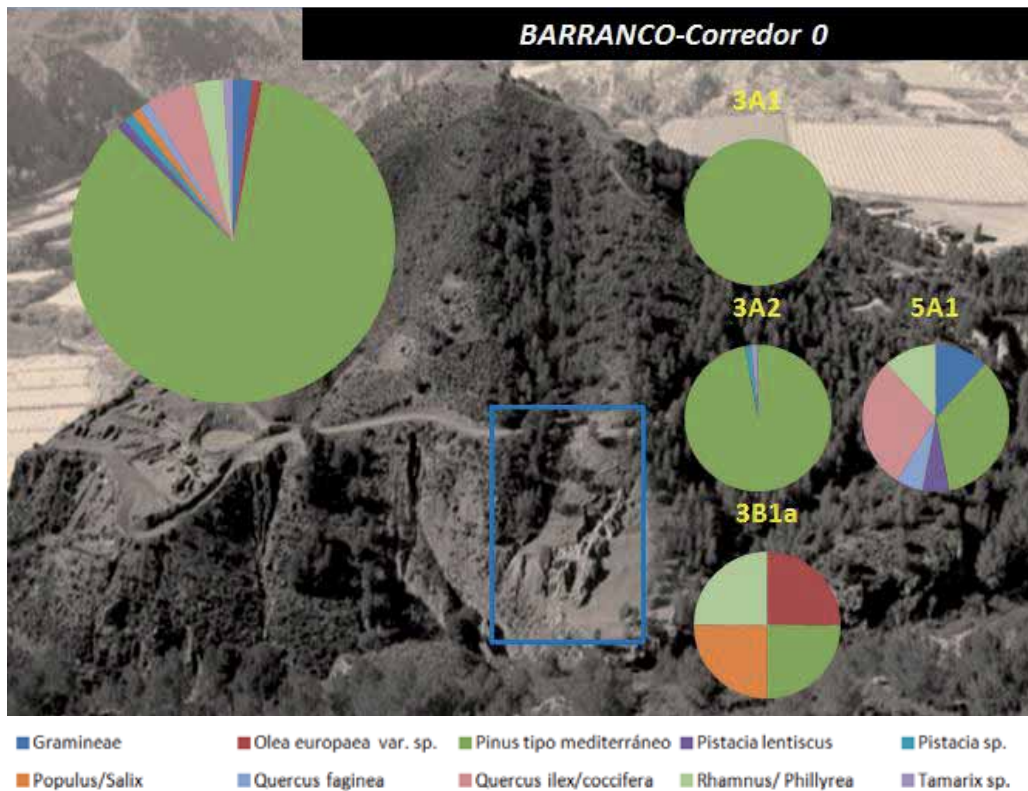 BARRANCO-Corredor 0
3A1
3A2
5A1
3B1a
Gramineae
Olea europaea var. sp.
Pinus tipo mediterráneo
Pistacia lentiscus
Pistacia sp.
Populus/Salix
Quercus faginea
Quercus ilex/coccifera
Rhamnus/ Phillyrea
Tamarix sp.